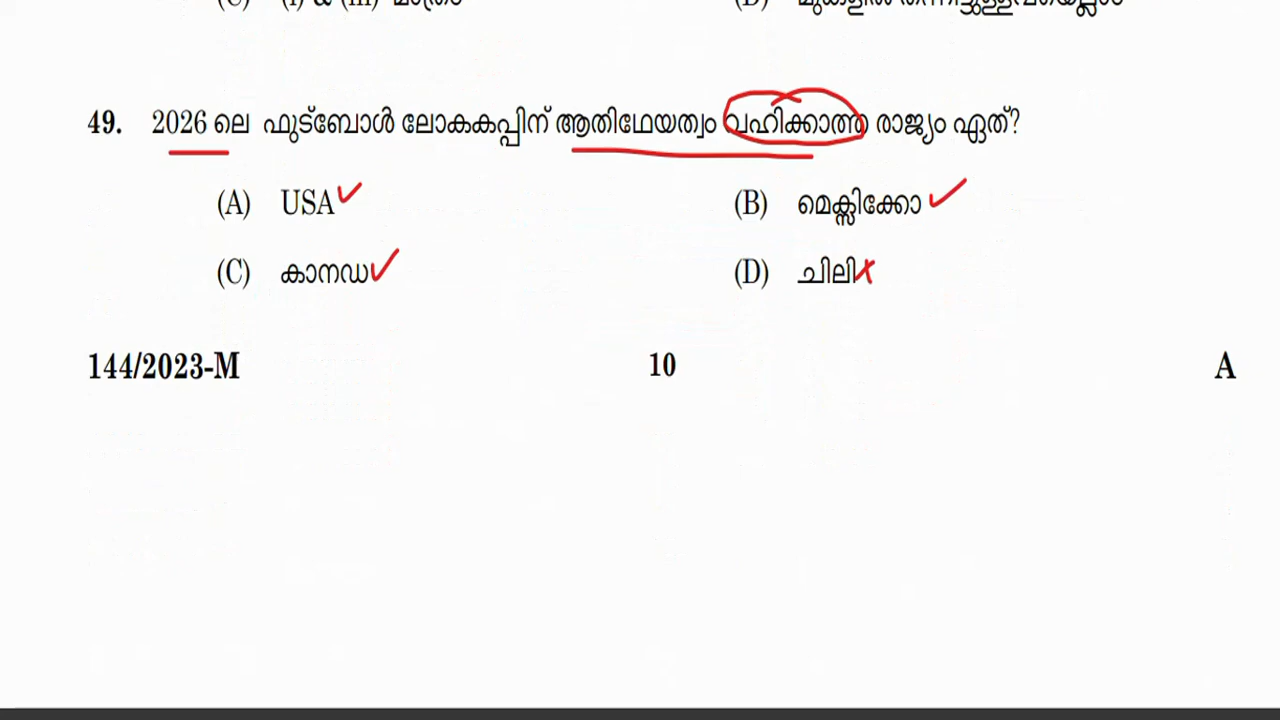 49. 2026 ലെ ഫുട്ബോൾ ലോകകപ്പിന് ആതിഥേയത്വം വഹിക്കാത്ത രാജ്യം ഏത്?
(A) USA (B) മെക്സിക്കോ
(C) കാനഡ (D) ചിലി
144/2023-M 10 A